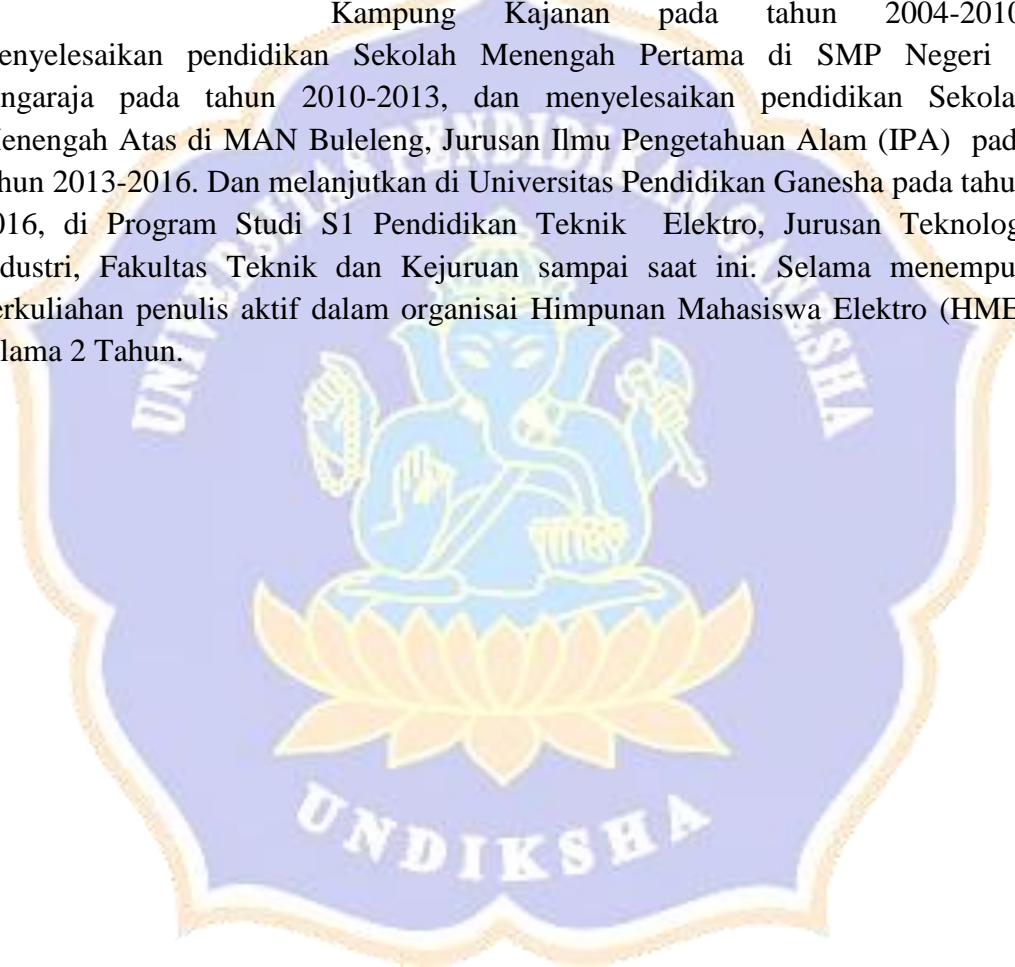 Kampung Kajanan pada tahun 2004-2010
enyelesaikan pendidikan Sekolah Menengah Pertama di SMP Negeri
ngaraja pada tahun 2010-2013, dan menyelesaikan pendidikan Sekola
enengah Atas di MAN Buleleng, Jurusan Ilmu Pengetahuan Alam (IPA) pad
hun 2013-2016. Dan melanjutkan di Universitas Pendidikan Ganesha pada tahu
016, di Program Studi S1 Pendidikan Teknik Elektro, Jurusan Teknolog
dustri, Fakultas Teknik dan Kejuruan sampai saat ini. Selama menempu
erkuliahan penulis aktif dalam organisai Himpunan Mahasiswa Elektro (HME
lama 2 Tahun.
UNIVERSITAS PENDIDIKAN GANESHA
UNDIKSHA